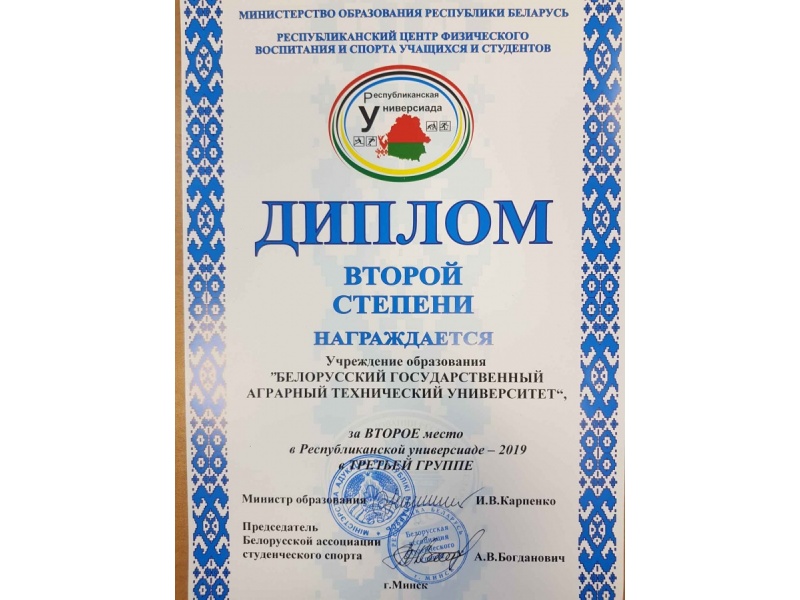 МИНИСТЕРСТВО ОБРАЗОВАНИЯ РЕСПУБЛИКИ БЕЛАРУСЬ
РЕСПУБЛИКАНСКИЙ ЦЕНТР ФИЗИЧЕСКОГО
ВОСПИТАНИЯ И СПОРТА УЧАЩИХСЯ И СТУДЕНТОВ
Республиканская
Универсиада
ДИПЛОМ
ВТОРОЙ
СТЕПЕНИ
НАГРАЖДАЕТСЯ
Учреждение образования
"БЕЛОРУССКИЙ ГОСУДАРСТВЕННЫЙ
АГРАРНЫЙ ТЕХНИЧЕСКИЙ УНИВЕРСИТЕТ“,
за ВТОРОЕ место
в Республиканской универсиаде – 2019
в ТРЕТЬЕЙ ГРУППЕ
Министр образования И.В.Карпенко
Председатель
Белорусской ассоциации
студенческого спорта А.В.Богданович
Белорусская
ассоциация
г.Минск